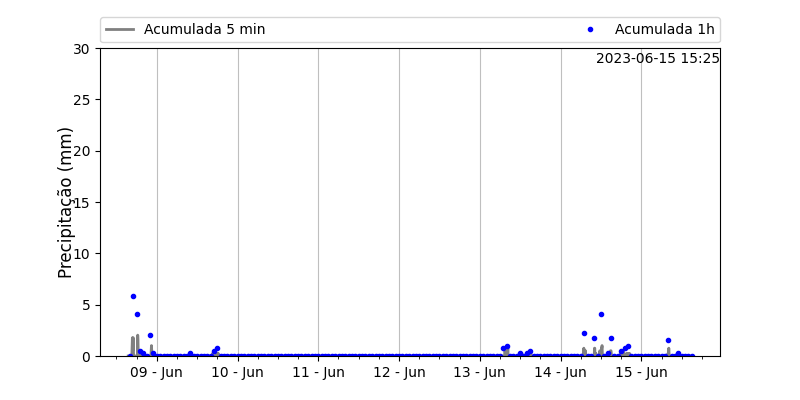 Acumulada 5 min
Acumulada 1h
2023-06-15 15:25
Precipitação (mm)
30
25
20
15
10
5
0
09 - Jun
10 - Jun
11 - Jun
12 - Jun
13 - Jun
14 - Jun
15 - Jun